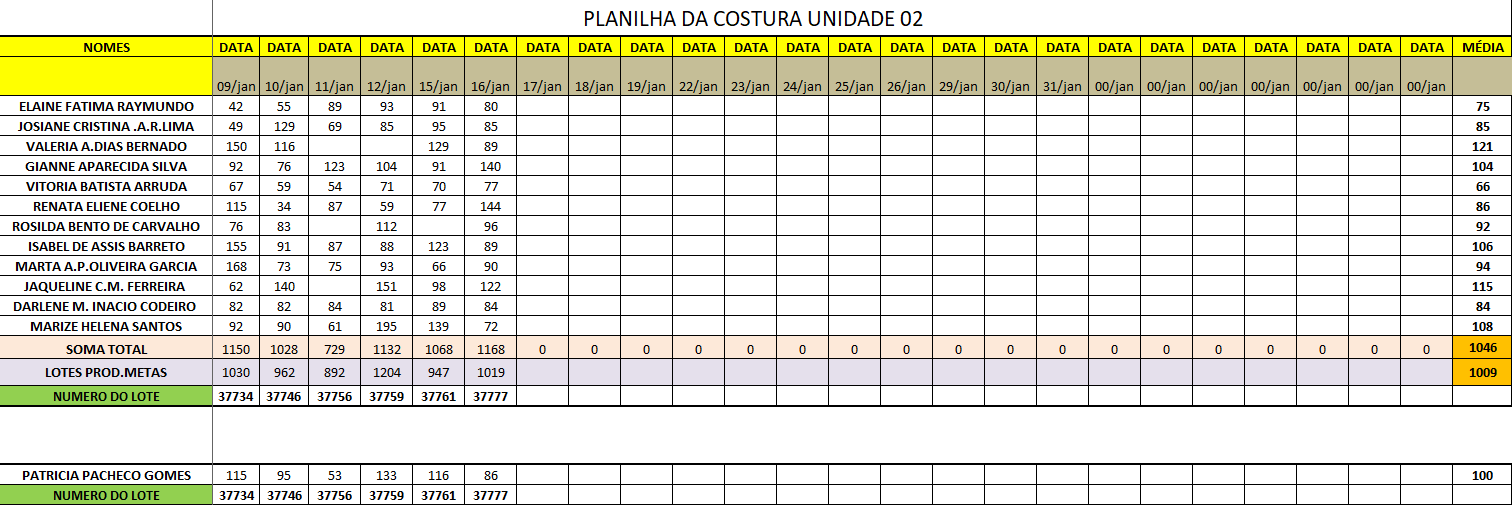 PLANILHA DA COSTURA UNIDADE 02
NOMES DATA DATA DATA DATA DATA DATA DATA DATA DATA DATA DATA DATA DATA DATA DATA DATA DATA DATA DATA DATA DATA DATA DATA DATA MÉDIA
09/jan 10/jan 11/jan 12/jan 15/jan 16/jan 17/jan 18/jan 19/jan 22/jan 23/jan 24/jan 25/jan 26/jan 29/jan 30/jan 31/jan 00/jan 00/jan 00/jan 00/jan 00/jan 00/jan 00/jan
ELAINE FATIMA RAYMUNDO 42 55 89 93 91 80 75
JOSIANE CRISTINA .A.R.LIMA 49 129 69 85 95 85 85
VALERIA A.DIAS BERNADO 150 116 129 89 121
GIANNE APARECIDA SILVA 92 76 123 104 91 140 104
VITORIA BATISTA ARRUDA 67 59 54 71 70 77 66
RENATA ELIENE COELHO 115 34 87 59 77 144 86
ROSILDA BENTO DE CARVALHO 76 83 112 96 92
ISABEL DE ASSIS BARRETO 155 91 87 88 123 89 106
MARTA A.P.OLIVEIRA GARCIA 168 73 75 93 66 90 94
JAQUELINE C.M. FERREIRA 62 140 151 98 122 115
DARLENE M. INACIO CODEIRO 82 82 84 81 89 84 84
MARIZE HELENA SANTOS 92 90 61 195 139 72 108
SOMA TOTAL 1150 1028 729 1132 1068 1168 0 0 0 0 0 0 0 0 0 0 0 0 0 0 0 0 0 0 1046
LOTES PROD.METAS 1030 962 892 1204 947 1019 1009
NUMERO DO LOTE 37734 37746 37756 37759 37761 37777
PATRICIA PACHECO GOMES 115 95 53 133 116 86 100
NUMERO DO LOTE 37734 37746 37756 37759 37761 37777